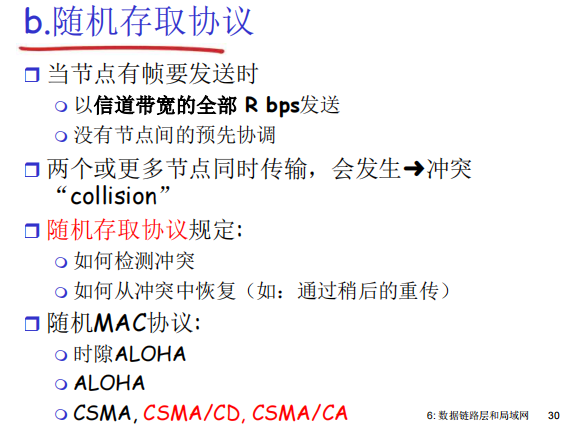 b.随机存取协议
当节点有帧要发送时
以信道带宽的全部 R bps发送
没有节点间的预先协调
两个或更多节点同时传输，会发生➜冲突
“collision”
随机存取协议规定:
如何检测冲突
如何从冲突中恢复（如：通过稍后的重传）
随机MAC协议:
时隙ALOHA
ALOHA
CSMA, CSMA/CD, CSMA/CA
6: 数据链路层和局域网 30